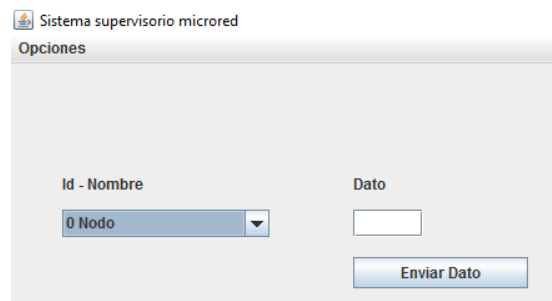 Sistema supervisorio microred
Opciones
Id - Nombre
Dato
0 Nodo
Enviar Dato